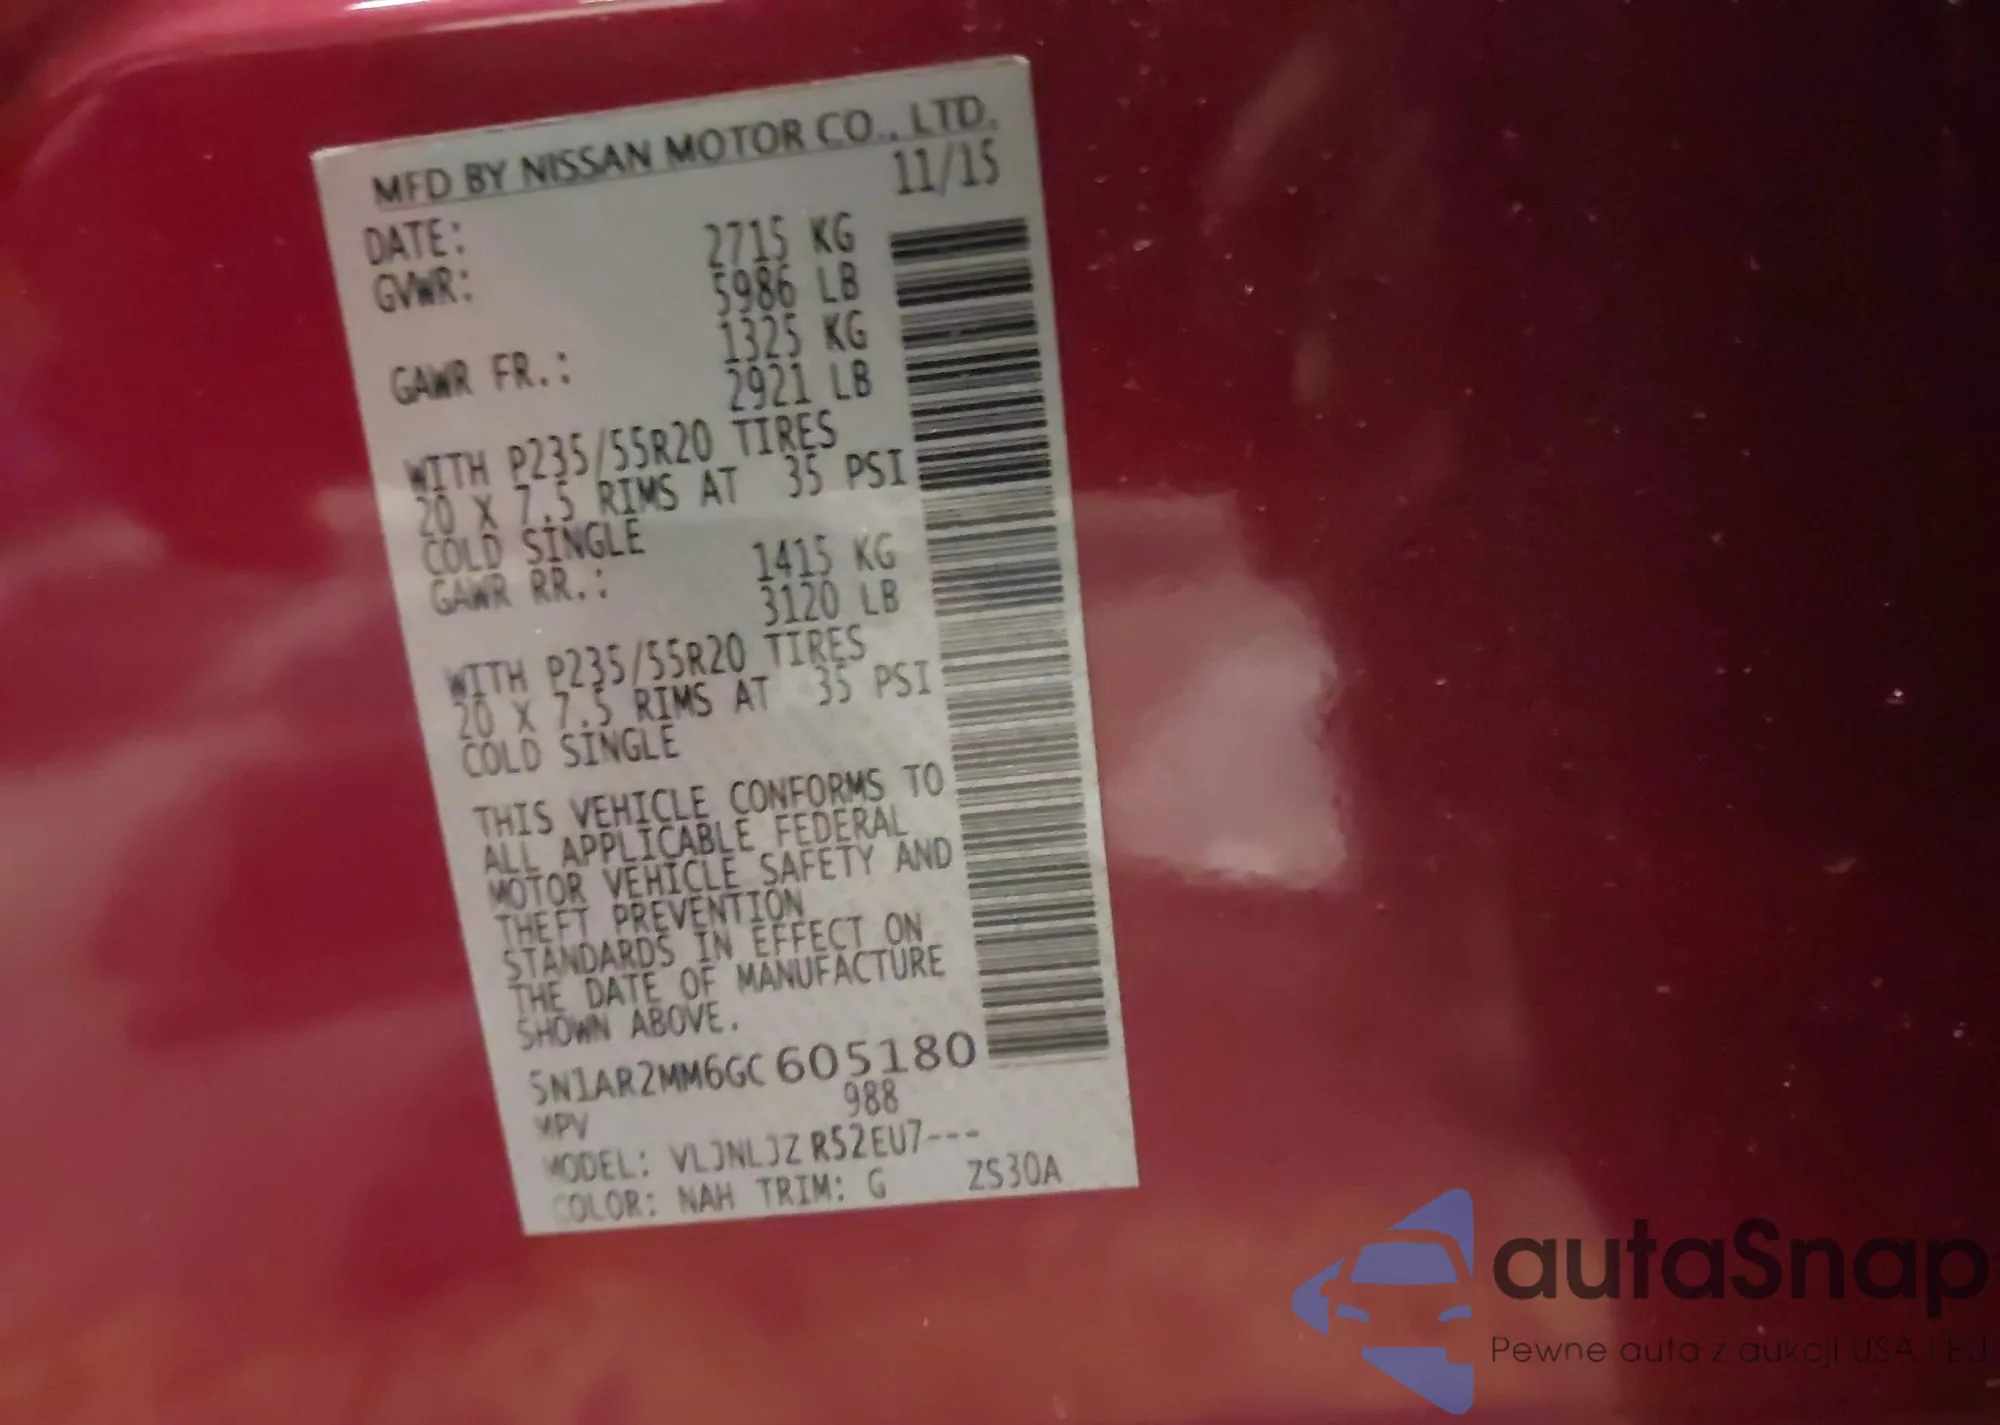 MFD BY NISSAN MOTOR CO., LTD.
DATE: 11/15
GVWR: 2715 KG
5986 LB
GAWR FR.: 1325 KG
2921 LB
WITH P235/55R20 TIRES
20 X 7.5 RIMS AT 35 PSI
COLD SINGLE
GAWR RR.: 1415 KG
3120 LB
WITH P235/55R20 TIRES
20 X 7.5 RIMS AT 35 PSI
COLD SINGLE
THIS VEHICLE CONFORMS TO
ALL APPLICABLE FEDERAL
MOTOR VEHICLE SAFETY AND
THEFT PREVENTION
STANDARDS IN EFFECT ON
THE DATE OF MANUFACTURE
SHOWN ABOVE.
5N1AR2MM6GC605180
MPV 988
MODEL: VLJNLJZ R52EU7---
COLOR: NAH TRIM: G ZS30A
autaSnap
Pewne auta z aukcji USA i EU